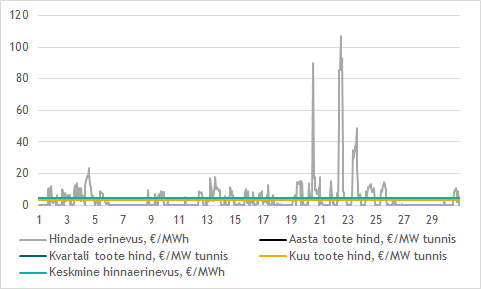 120
100
80
60
40
20
0
1 3 5 7 9 11 13 15 17 19 21 23 25 27 29
Hindade erinevus, €/MWh Aasta toote hind, €/MW tunnis
Kvartali toote hind, €/MW tunnis Kuu toote hind, €/MW tunnis
Keskmine hinnaerinevus, €/MWh